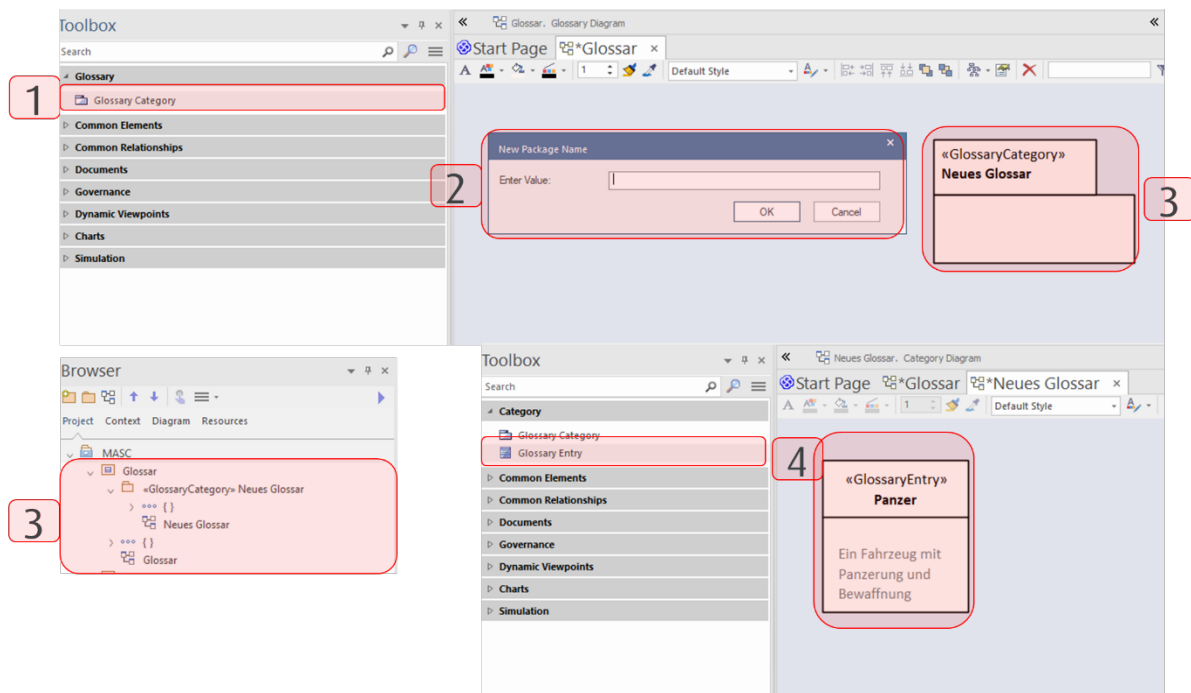 Toolbox
Search
Glossary
Glossary Category
Common Elements
Common Relationships
Documents
Governance
Dynamic Viewpoints
Charts
Simulation
1
Glossar. Glossary Diagram
Start Page *Glossar
A 1 Default Style
2
New Package Name
Enter Value:
OK Cancel
«GlossaryCategory»
Neues Glossar
3
Browser
Project Context Diagram Resources
MASC
Glossar
«GlossaryCategory» Neues Glossar
{ }
Neues Glossar
{ }
Glossar
3
Toolbox
Search
Category
Glossary Category
Glossary Entry
Common Elements
Common Relationships
Documents
Governance
Dynamic Viewpoints
Charts
Simulation
4
Neues Glossar. Category Diagram
Start Page *Glossar *Neues Glossar
A 1 Default Style
«GlossaryEntry»
Panzer
Ein Fahrzeug mit
Panzerung und
Bewaffnung